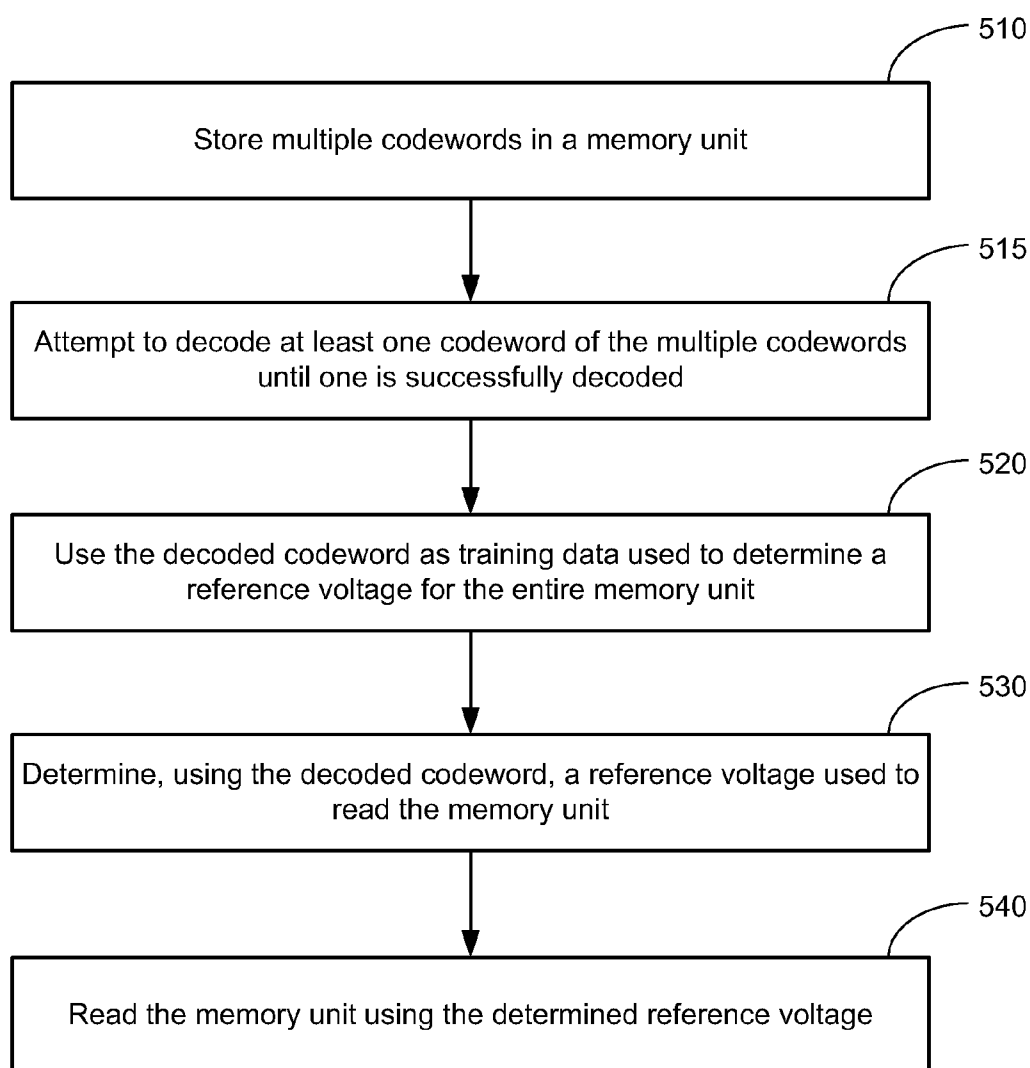 510
Store multiple codewords in a memory unit
515
Attempt to decode at least one codeword of the multiple codewords
until one is successfully decoded
520
Use the decoded codeword as training data used to determine a
reference voltage for the entire memory unit
530
Determine, using the decoded codeword, a reference voltage used to
read the memory unit
540
Read the memory unit using the determined reference voltage